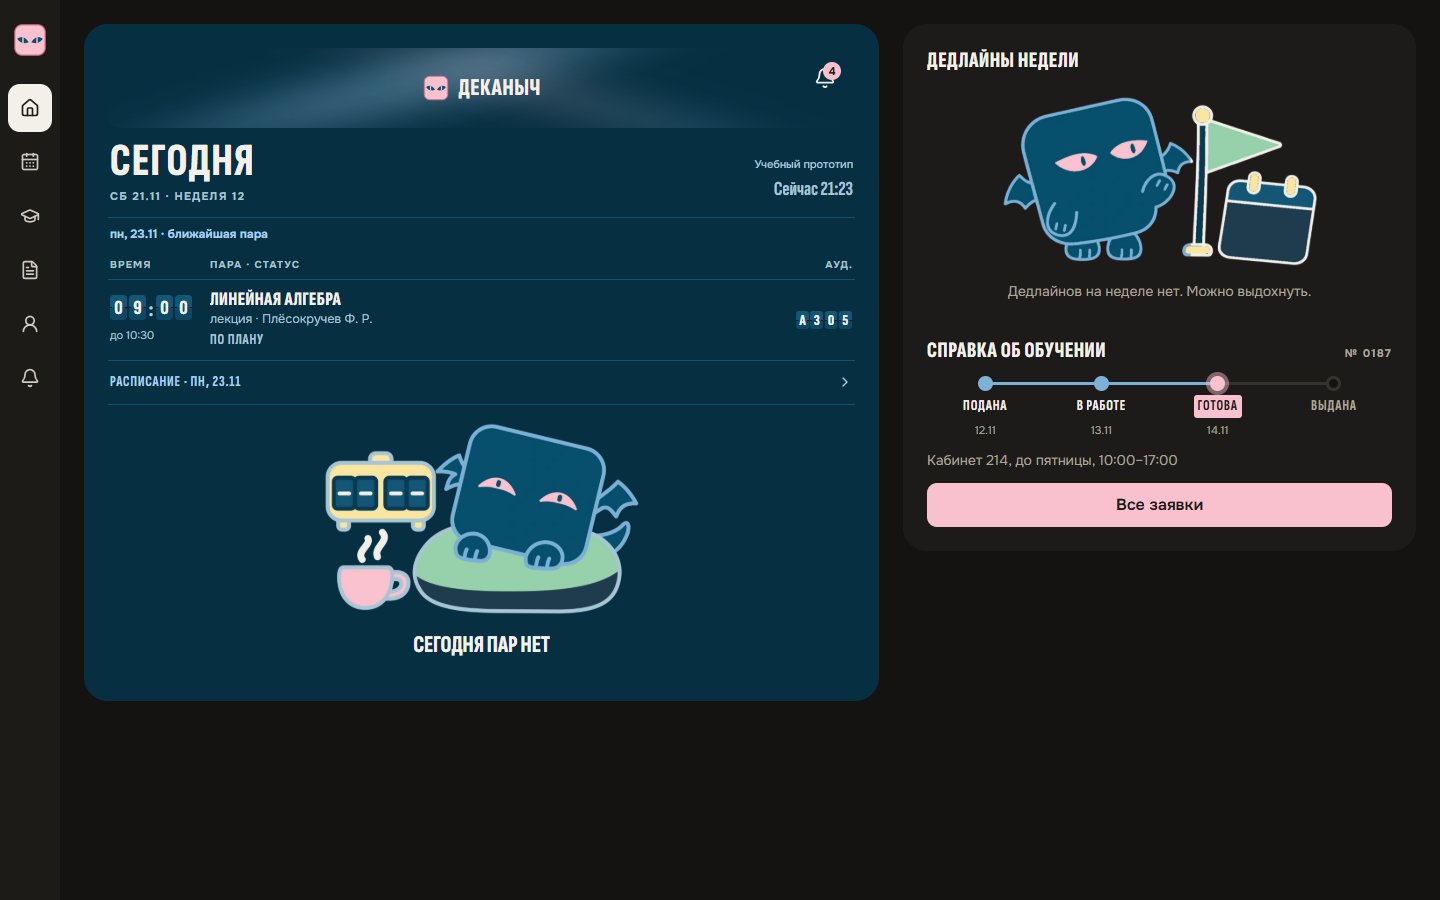 ДЕКАНЫЧ
4
СЕГОДНЯ
СБ 21.11 · НЕДЕЛЯ 12
Учебный прототип
Сейчас 21:23
пн, 23.11 · ближайшая пара
ВРЕМЯ ПАРА · СТАТУС АУД.
09:00 ЛИНЕЙНАЯ АЛГЕБРА
лекция · Плёсокручев Ф. Р.
A305
до 10:30 ПО ПЛАНУ
РАСПИСАНИЕ · ПН, 23.11
СЕГОДНЯ ПАР НЕТ
ДЕДЛАЙНЫ НЕДЕЛИ
Дедлайнов на неделе нет. Можно выдохнуть.
СПРАВКА ОБ ОБУЧЕНИИ № 0187
ПОДАНА В РАБОТЕ ГОТОВА ВЫДАНА
12.11 13.11 14.11
Кабинет 214, до пятницы, 10:00–17:00
Все заявки